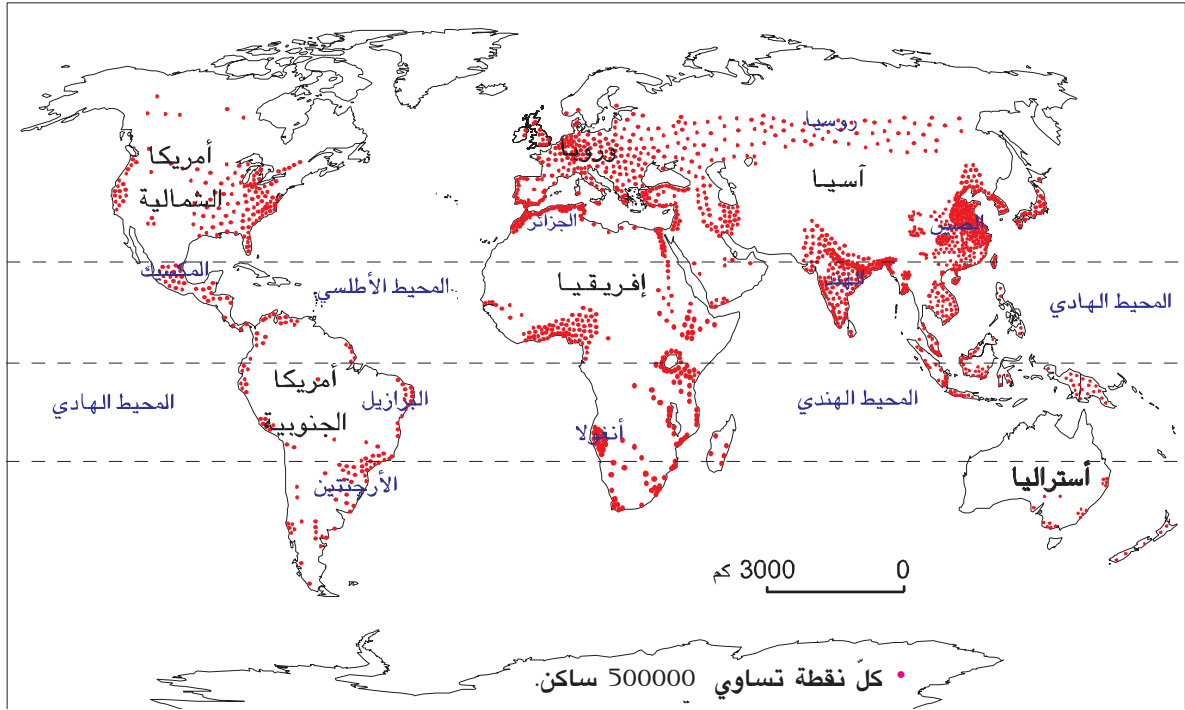 روسيا
أمريكا
الشمالية
وروبا
آسيا
الجزائر
الصين
المكسيك
المحيط الأطلسي
إفريقيا
الهند
المحيط الهادي
أمريكا
الجنوبية
البرازيل
المحيط الهادي
المحيط الهندي
أنغولا
الأرجنتين
أستراليا
3000 كم
0
كلّ نقطة تساوي 500000 ساكن.